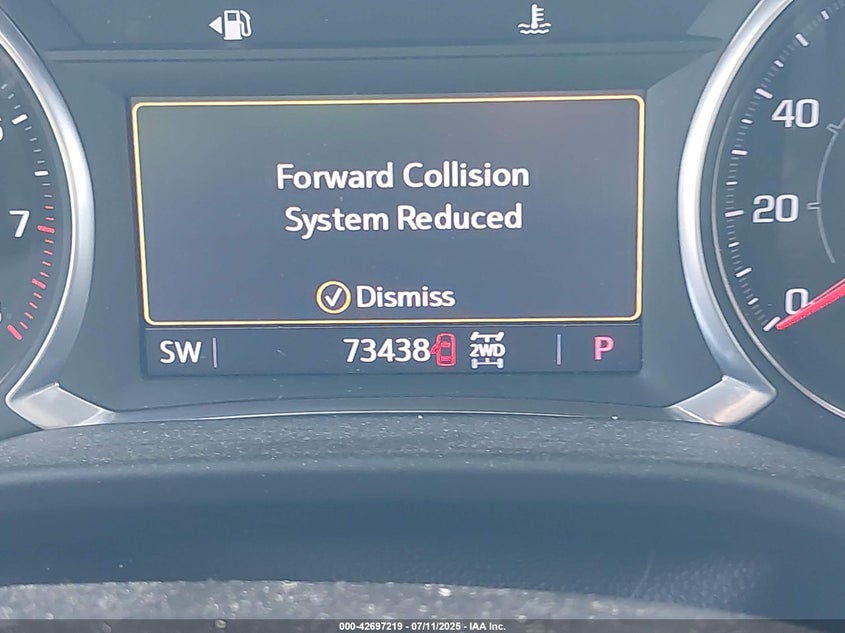 40
7
20
0
Forward Collision
System Reduced
Dismiss
SW 73438 2WD P
000-42697219 - 07/11/2025 - IAA Inc.